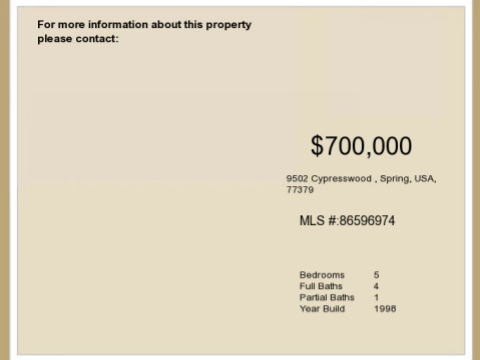 For more information about this property
please contact:
$700,000
9502 Cypresswood , Spring, USA,
77379
MLS #:86596974
Bedrooms 5
Full Baths 4
Partial Baths 1
Year Build 1998